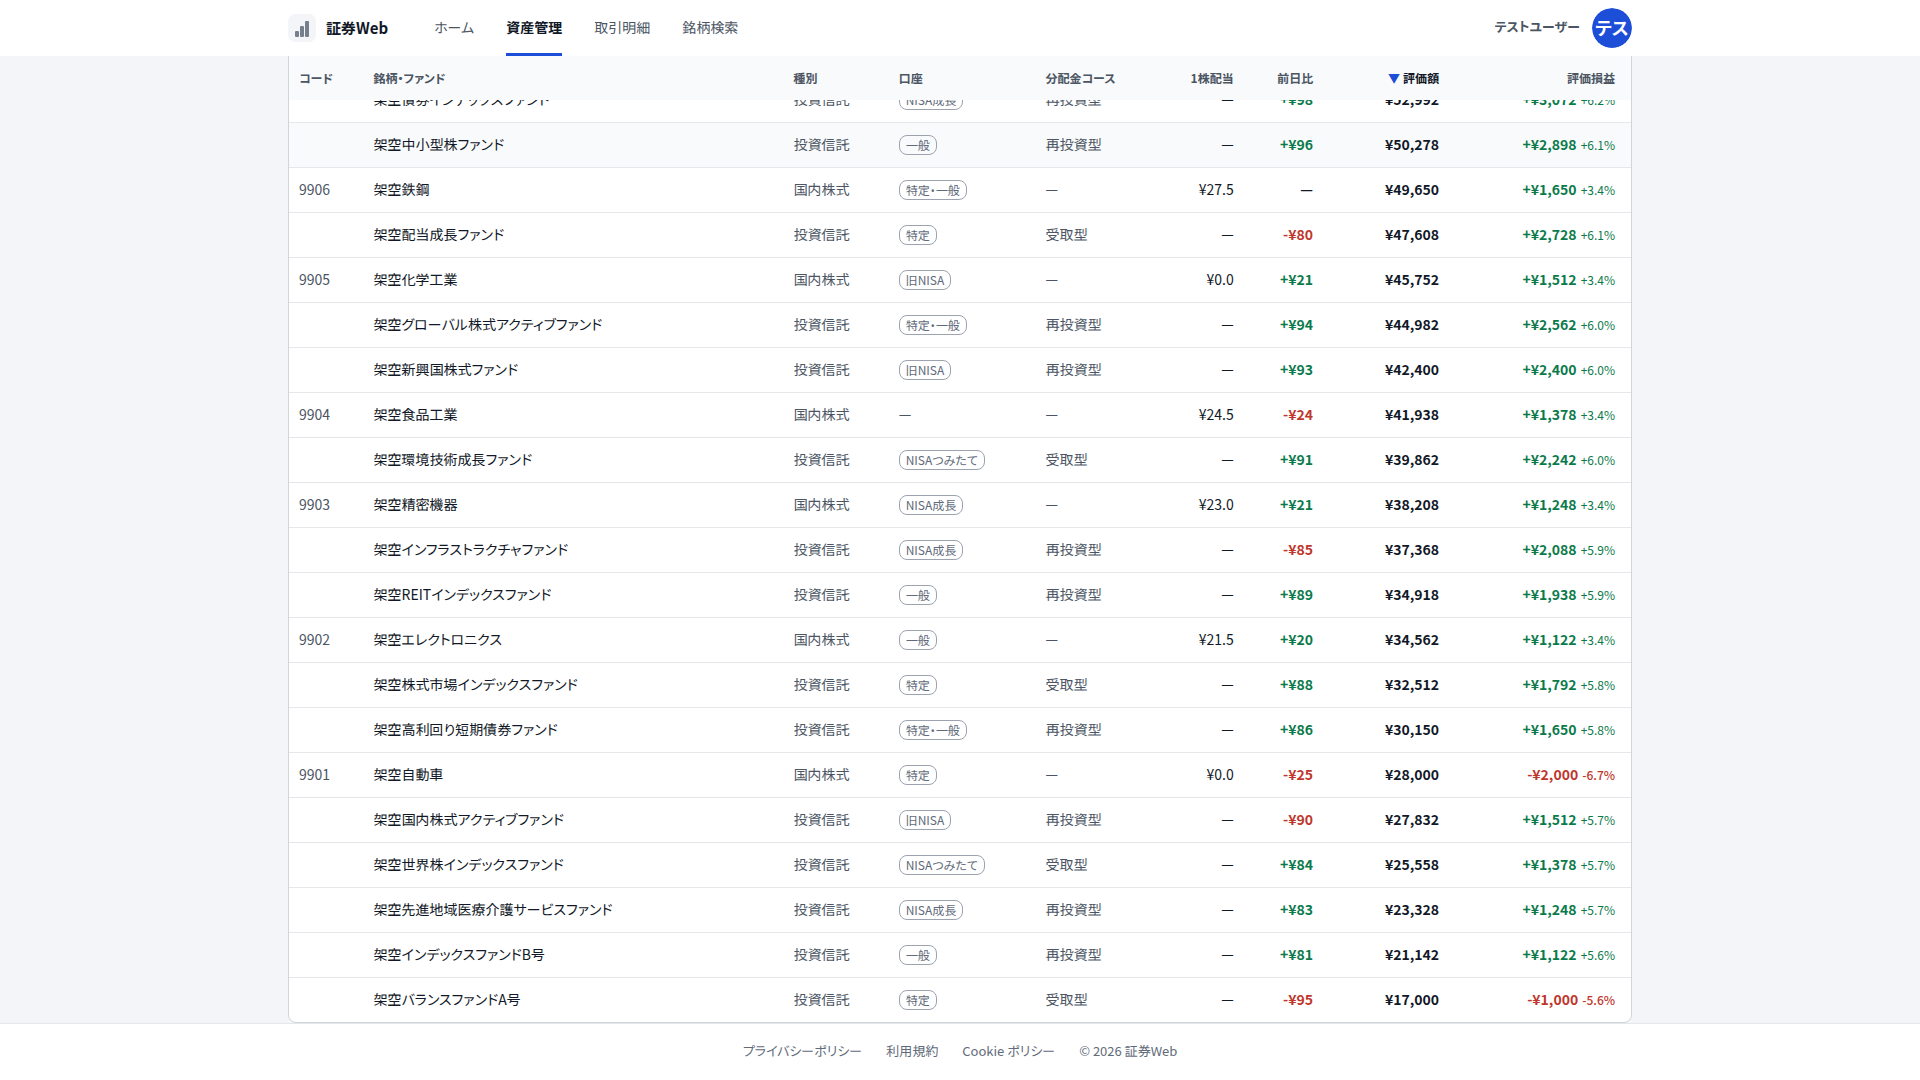 証券Web ホーム 資産管理 取引明細 銘柄検索 テストユーザー テス
コード 銘柄・ファンド 種別 口座 分配金コース 1株配当 前日比 ▼評価額 評価損益
架空債券インデックスファンド 投資信託 NISA成長 再投資型 — +¥98 ¥52,992 +¥3,072 +6.2%
架空中小型株ファンド 投資信託 一般 再投資型 — +¥96 ¥50,278 +¥2,898 +6.1%
9906 架空鉄鋼 国内株式 特定・一般 — ¥27.5 — ¥49,650 +¥1,650 +3.4%
架空配当成長ファンド 投資信託 特定 受取型 — -¥80 ¥47,608 +¥2,728 +6.1%
9905 架空化学工業 国内株式 旧NISA — ¥0.0 +¥21 ¥45,752 +¥1,512 +3.4%
架空グローバル株式アクティブファンド 投資信託 特定・一般 再投資型 — +¥94 ¥44,982 +¥2,562 +6.0%
架空新興国株式ファンド 投資信託 旧NISA 再投資型 — +¥93 ¥42,400 +¥2,400 +6.0%
9904 架空食品工業 国内株式 — — ¥24.5 -¥24 ¥41,938 +¥1,378 +3.4%
架空環境技術成長ファンド 投資信託 NISAつみたて 受取型 — +¥91 ¥39,862 +¥2,242 +6.0%
9903 架空精密機器 国内株式 NISA成長 — ¥23.0 +¥21 ¥38,208 +¥1,248 +3.4%
架空インフラストラクチャファンド 投資信託 NISA成長 再投資型 — -¥85 ¥37,368 +¥2,088 +5.9%
架空REITインデックスファンド 投資信託 一般 再投資型 — +¥89 ¥34,918 +¥1,938 +5.9%
9902 架空エレクトロニクス 国内株式 一般 — ¥21.5 +¥20 ¥34,562 +¥1,122 +3.4%
架空株式市場インデックスファンド 投資信託 特定 受取型 — +¥88 ¥32,512 +¥1,792 +5.8%
架空高利回り短期債券ファンド 投資信託 特定・一般 再投資型 — +¥86 ¥30,150 +¥1,650 +5.8%
9901 架空自動車 国内株式 特定 — ¥0.0 -¥25 ¥28,000 -¥2,000 -6.7%
架空国内株式アクティブファンド 投資信託 旧NISA 再投資型 — -¥90 ¥27,832 +¥1,512 +5.7%
架空世界株インデックスファンド 投資信託 NISAつみたて 受取型 — +¥84 ¥25,558 +¥1,378 +5.7%
架空先進地域医療介護サービスファンド 投資信託 NISA成長 再投資型 — +¥83 ¥23,328 +¥1,248 +5.7%
架空インデックスファンドB号 投資信託 一般 再投資型 — +¥81 ¥21,142 +¥1,122 +5.6%
架空バランスファンドA号 投資信託 特定 受取型 — -¥95 ¥17,000 -¥1,000 -5.6%
プライバシーポリシー 利用規約 Cookie ポリシー © 2026 証券Web